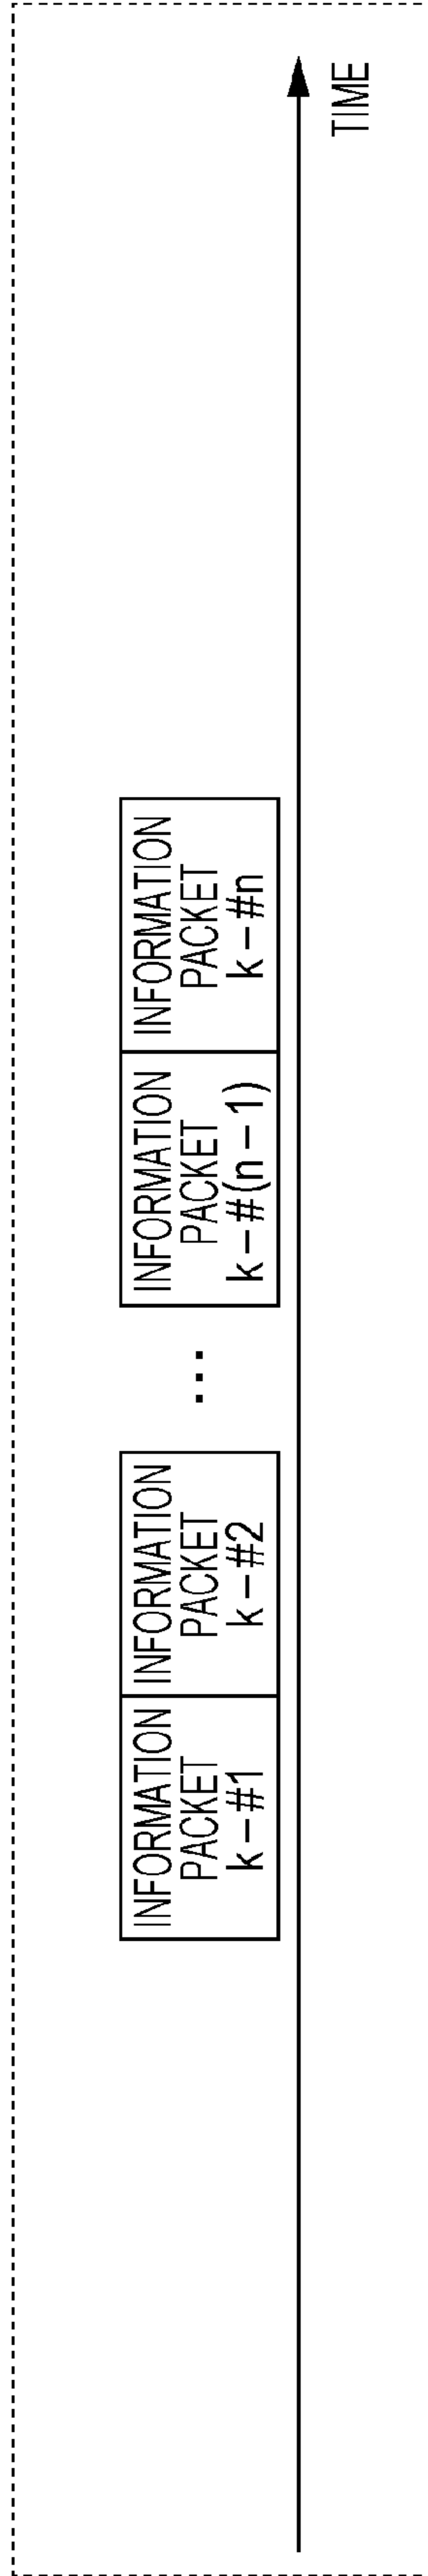 INFORMATION
PACKET
k-#1
INFORMATION
PACKET
k-#2
...
INFORMATION
PACKET
k-#(n-1)
INFORMATION
PACKET
k-#n
TIME